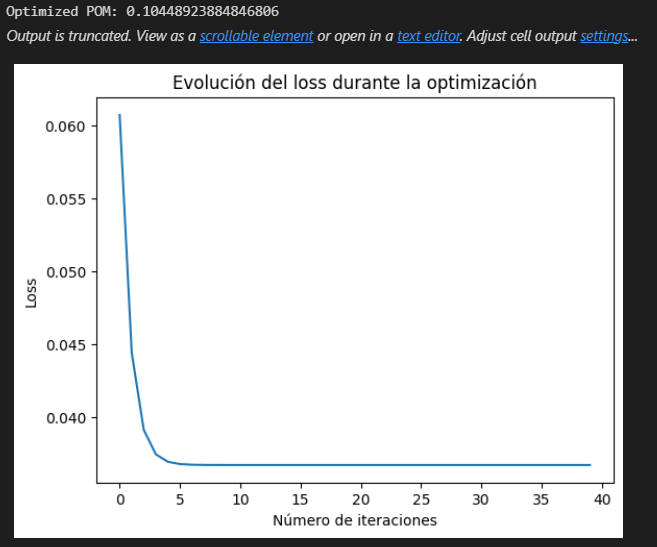 Optimized POM: 0.10448923884846806
Output is truncated. View as a scrollable element or open in a text editor. Adjust cell output settings...
Evolución del loss durante la optimización
0.060
0.055
0.050
0.045
0.040
Loss
0 5 10 15 20 25 30 35 40
Número de iteraciones